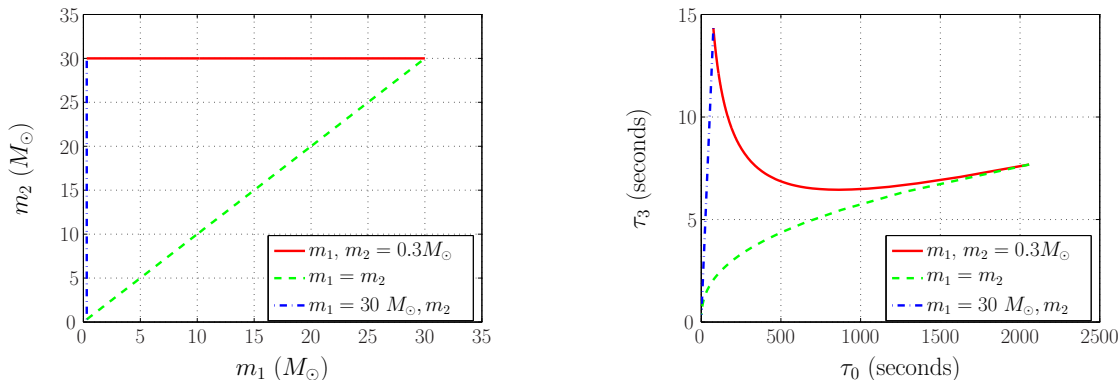 35
30
25
20
15
10
5
0
m₂ (M⊙)
0 5 10 15 20 25 30 35
m₁ (M⊙)
m₁, m₂ = 0.3M⊙
m₁ = m₂
m₁ = 30 M⊙, m₂
15
10
5
0
τ₃ (seconds)
0 500 1000 1500 2000 2500
τ₀ (seconds)
m₁, m₂ = 0.3M⊙
m₁ = m₂
m₁ = 30 M⊙, m₂